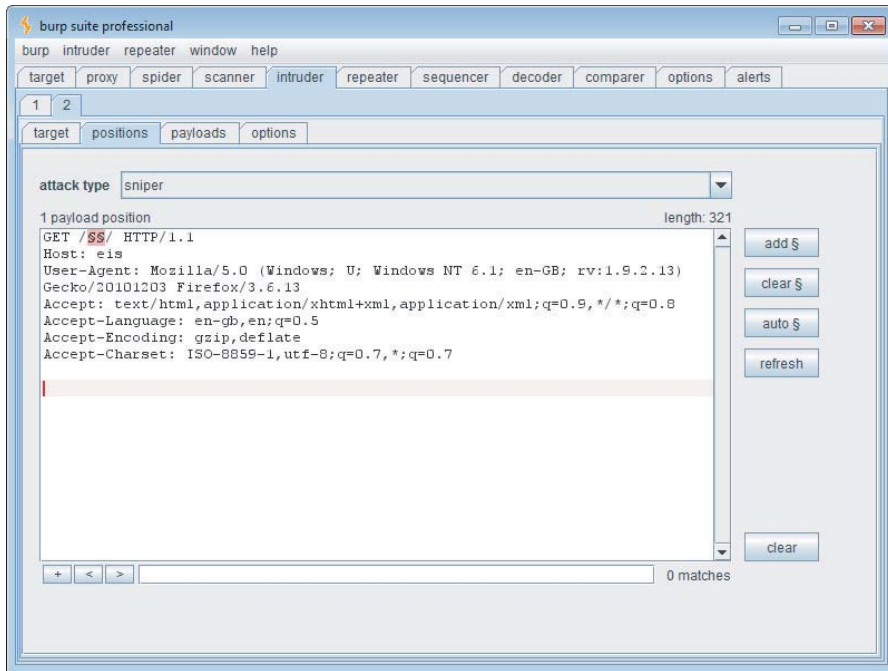 burp suite professional
burp intruder repeater window help
target proxy spider scanner intruder repeater sequencer decoder comparer options alerts
1 2
target positions payloads options
attack type sniper
1 payload position length: 321
GET /§§/ HTTP/1.1
Host: eis
User-Agent: Mozilla/5.0 (Windows; U; Windows NT 6.1; en-GB; rv:1.9.2.13)
Gecko/20101203 Firefox/3.6.13
Accept: text/html,application/xhtml+xml,application/xml;q=0.9,*/*;q=0.8
Accept-Language: en-gb,en;q=0.5
Accept-Encoding: gzip,deflate
Accept-Charset: ISO-8859-1,utf-8;q=0.7,*;q=0.7
add §
clear §
auto §
refresh
clear
+ < > 0 matches